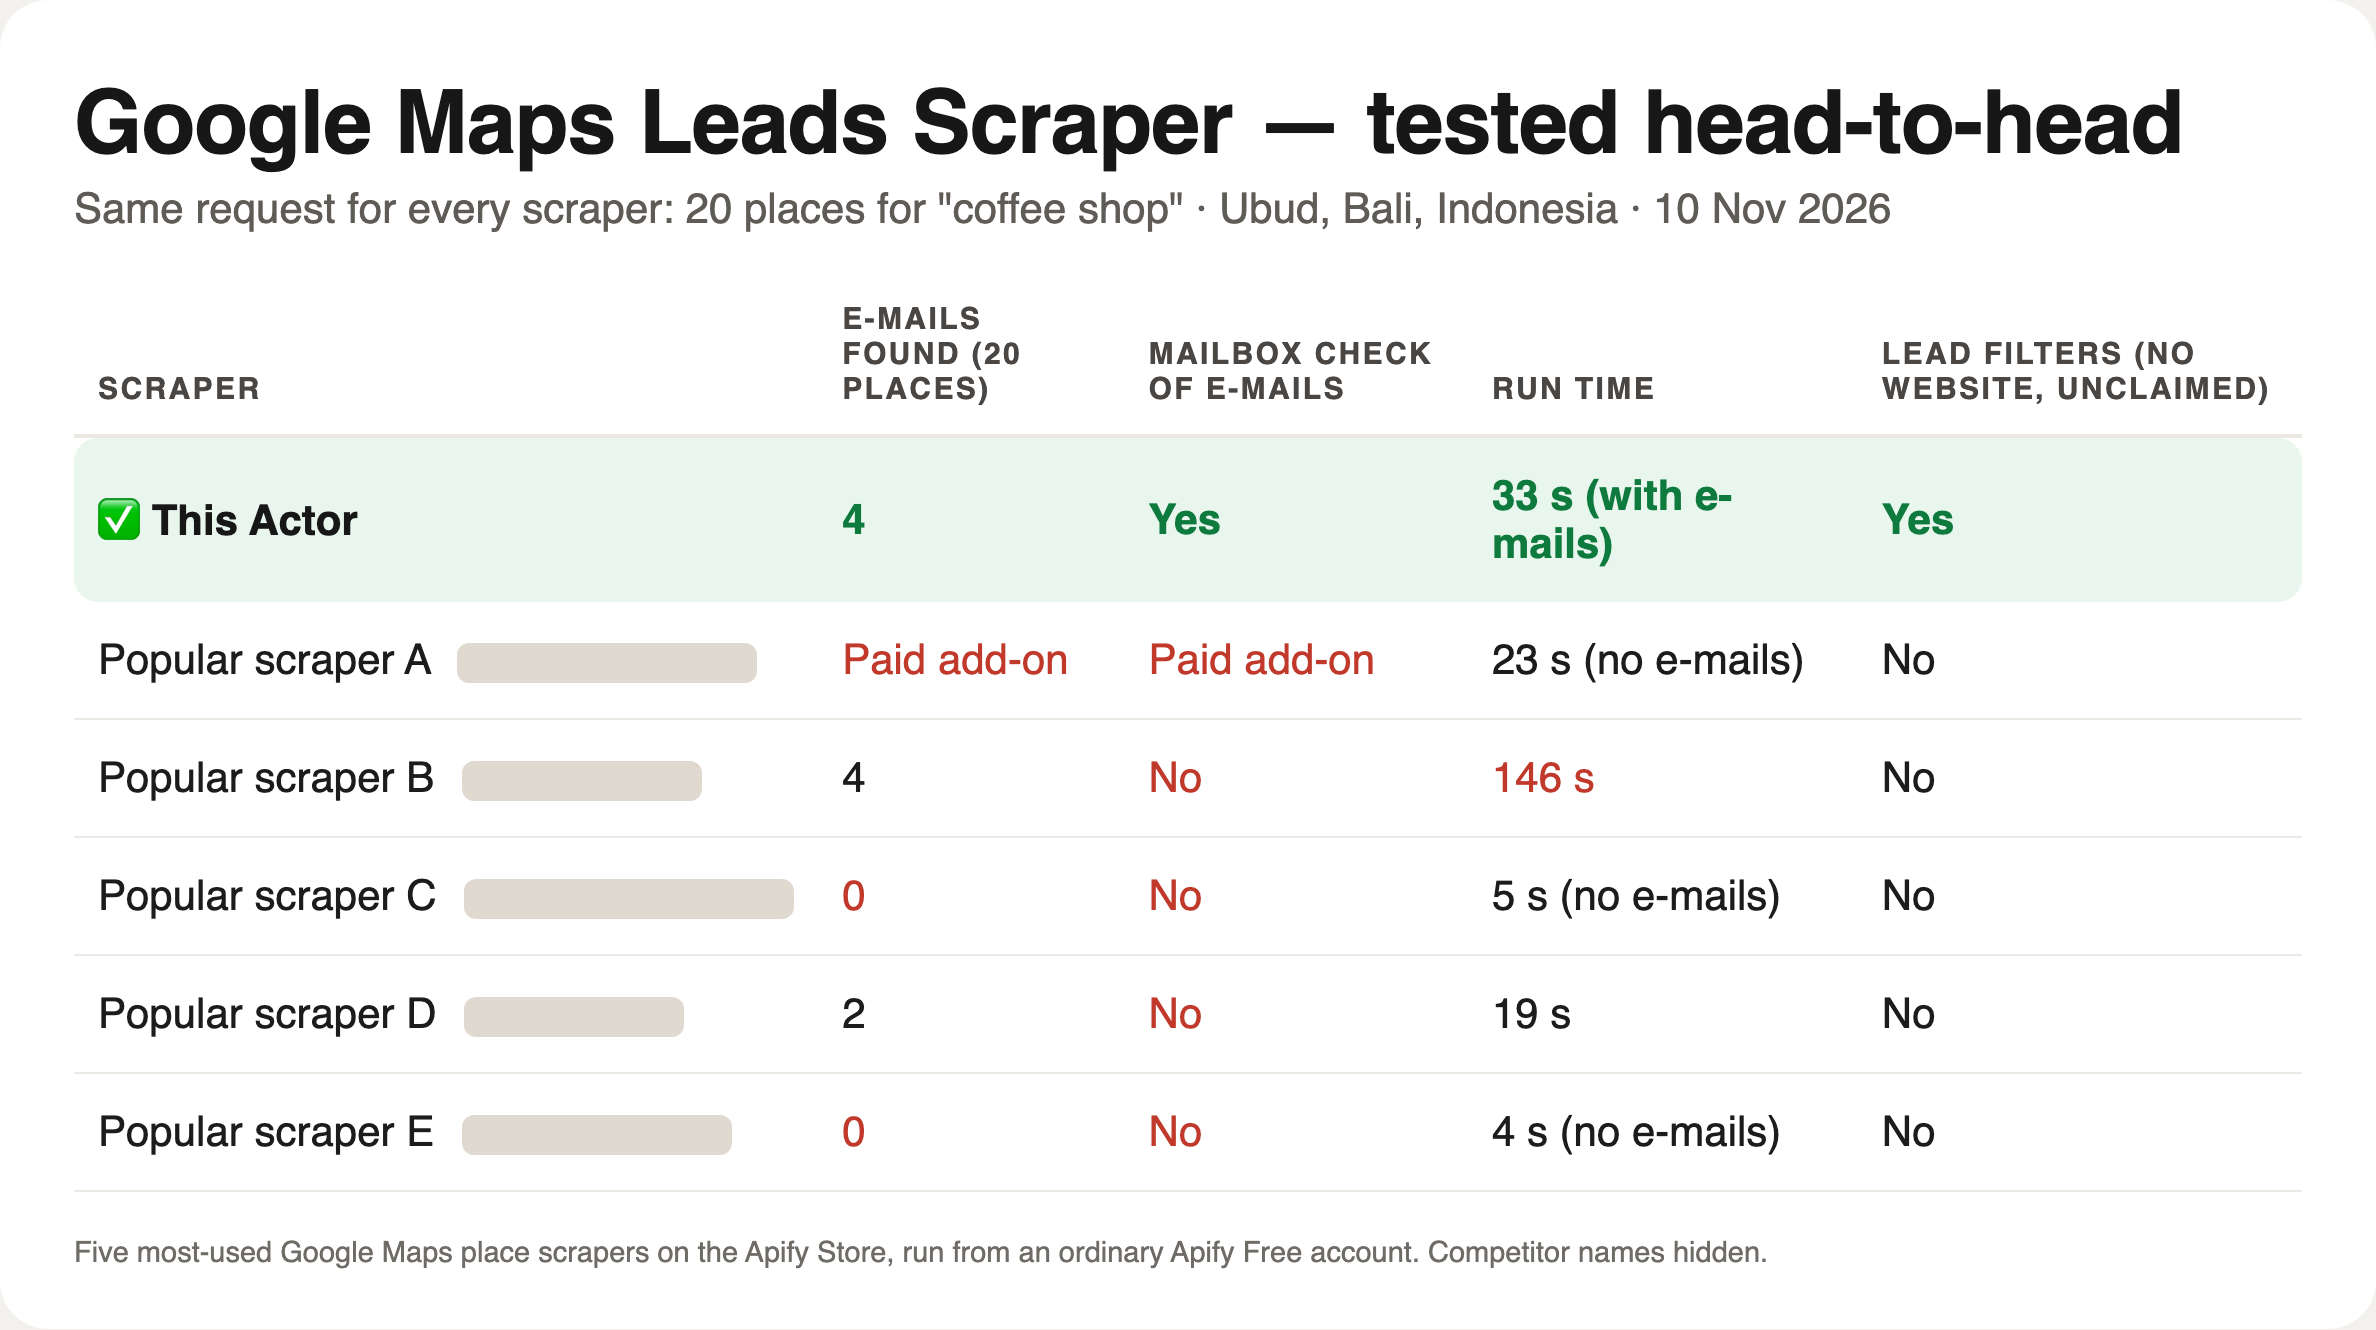 Google Maps Leads Scraper — tested head-to-head
Same request for every scraper: 20 places for "coffee shop" · Ubud, Bali, Indonesia · 10 Nov 2026
SCRAPER
E-MAILS
FOUND (20
PLACES)
MAILBOX CHECK
OF E-MAILS
RUN TIME
LEAD FILTERS (NO
WEBSITE, UNCLAIMED)
✅ This Actor
4
Yes
33 s (with e-
mails)
Yes
Popular scraper A
Paid add-on
Paid add-on
23 s (no e-mails)
No
Popular scraper B
4
No
146 s
No
Popular scraper C
0
No
5 s (no e-mails)
No
Popular scraper D
2
No
19 s
No
Popular scraper E
0
No
4 s (no e-mails)
No
Five most-used Google Maps place scrapers on the Apify Store, run from an ordinary Apify Free account. Competitor names hidden.